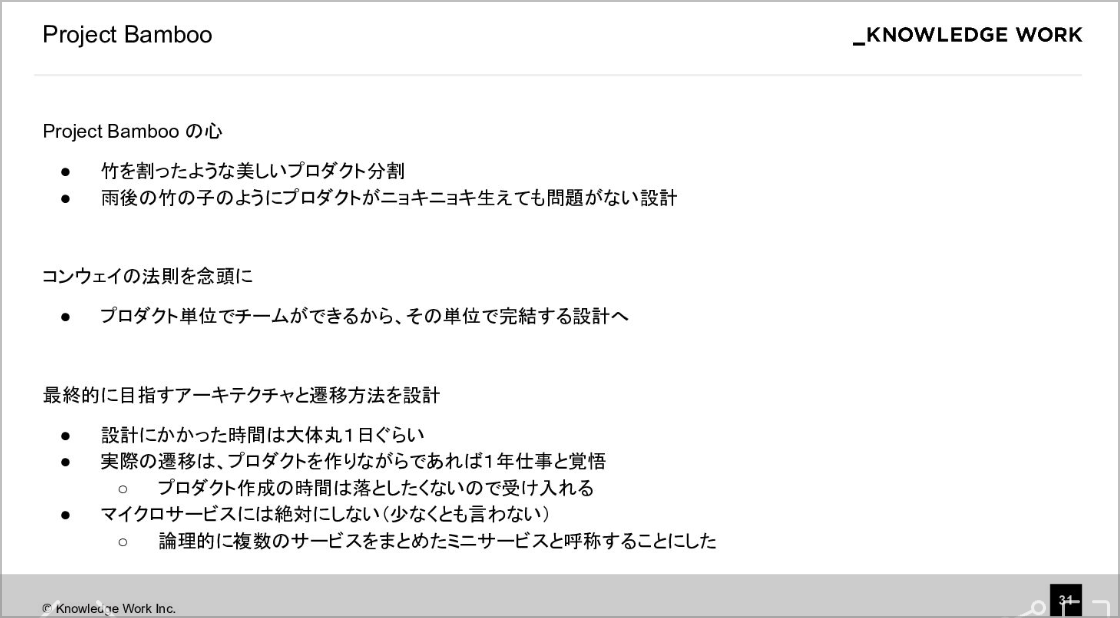 Project Bamboo
_KNOWLEDGE WORK
Project Bamboo の心
● 竹を割ったような美しいプロダクト分割
● 雨後の竹の子のようにプロダクトがニョキニョキ生えても問題がない設計
コンウェイの法則を念頭に
● プロダクト単位でチームができるから、その単位で完結する設計へ
最終的に目指すアーキテクチャと遷移方法を設計
● 設計にかかった時間は大体丸1日ぐらい
● 実際の遷移は、プロダクトを作りながらであれば1年仕事と覚悟
○ プロダクト作成の時間は落としたくないので受け入れる
● マイクロサービスには絶対にしない(少なくとも言わない)
○ 論理的に複数のサービスをまとめたミニサービスと呼称することにした
© Knowledge Work Inc.
31